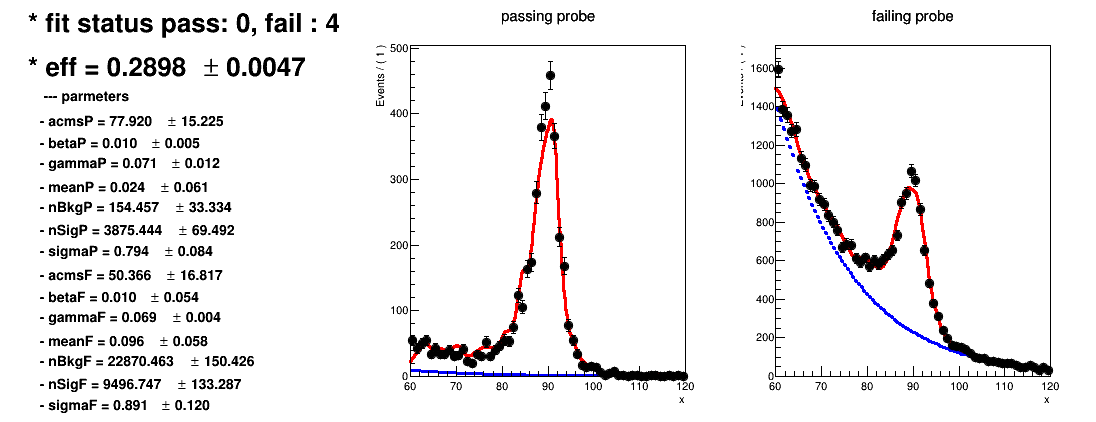 * fit status pass: 0, fail : 4
* eff = 0.2898 ± 0.0047
--- parmeters
- acmsP = 77.920 ± 15.225
- betaP = 0.010 ± 0.005
- gammaP = 0.071 ± 0.012
- meanP = 0.024 ± 0.061
- nBkgP = 154.457 ± 33.334
- nSigP = 3875.444 ± 69.492
- sigmaP = 0.794 ± 0.084
- acmsF = 50.366 ± 16.817
- betaF = 0.010 ± 0.054
- gammaF = 0.069 ± 0.004
- meanF = 0.096 ± 0.058
- nBkgF = 22870.463 ± 150.426
- nSigF = 9496.747 ± 133.287
- sigmaF = 0.891 ± 0.120
passing probe
Events / ( 1 )
500
400
300
200
100
0
60 70 80 90 100 110 120
x
failing probe
Events / ( 1 )
1600
1400
1200
1000
800
600
400
200
0
60 70 80 90 100 110 120
x